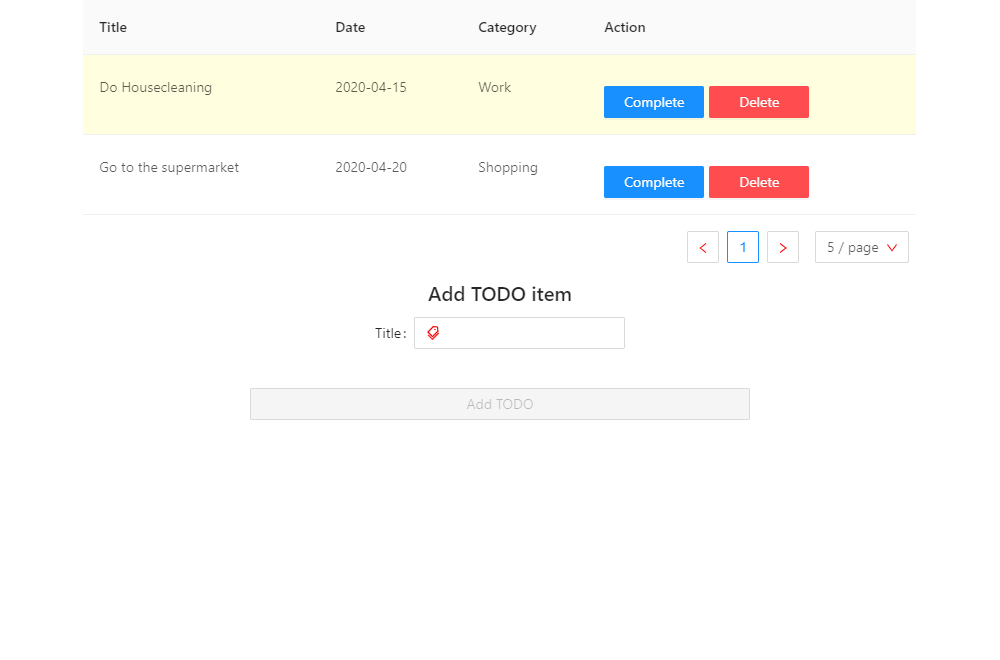 Title Date Category Action
Do Housecleaning 2020-04-15 Work Complete Delete
Go to the supermarket 2020-04-20 Shopping Complete Delete
1 5 / page
Add TODO item
Title:
Add TODO